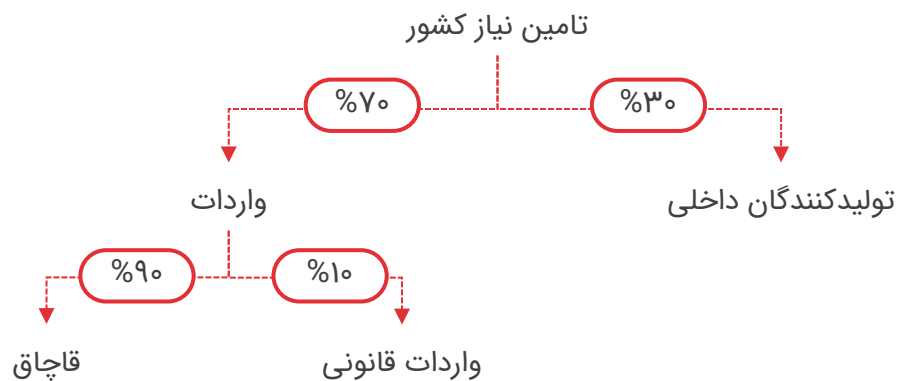 تامین نیاز کشور
%۳۰
%۷۰
تولیدکنندگان داخلی
واردات
%۱۰
%۹۰
واردات قانونی
قاچاق